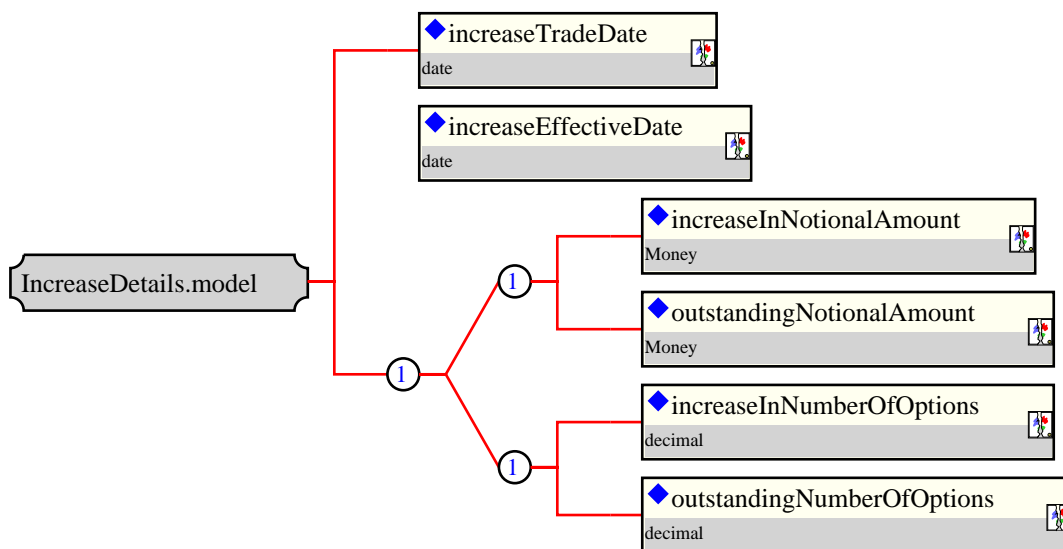 increaseTradeDate
date
increaseEffectiveDate
date
increaseInNotionalAmount
Money
IncreaseDetails.model
1
outstandingNotionalAmount
Money
1
increaseInNumberOfOptions
decimal
1
outstandingNumberOfOptions
decimal